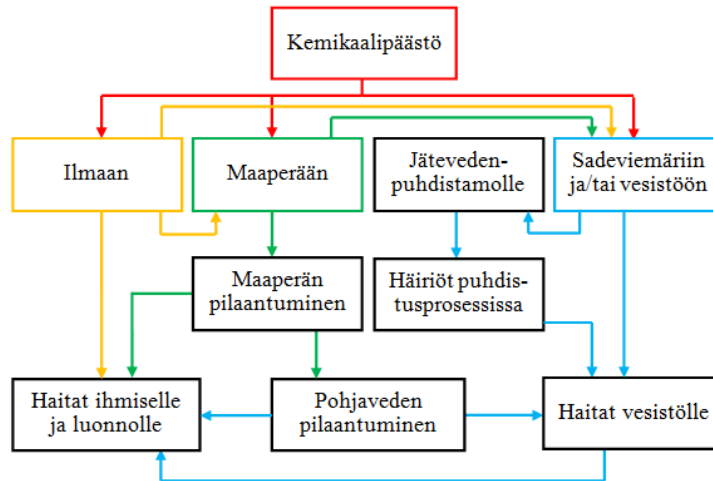 Kemikaalipäästö
Ilmaan
Maaperään
Jäteveden-
puhdistamolle
Sadeviemäriin
ja/tai vesistöön
Maaperän
pilaantuminen
Häiriöt puhdis-
tusprosessissa
Haitat ihmiselle
ja luonnolle
Pohjaveden
pilaantuminen
Haitat vesistölle